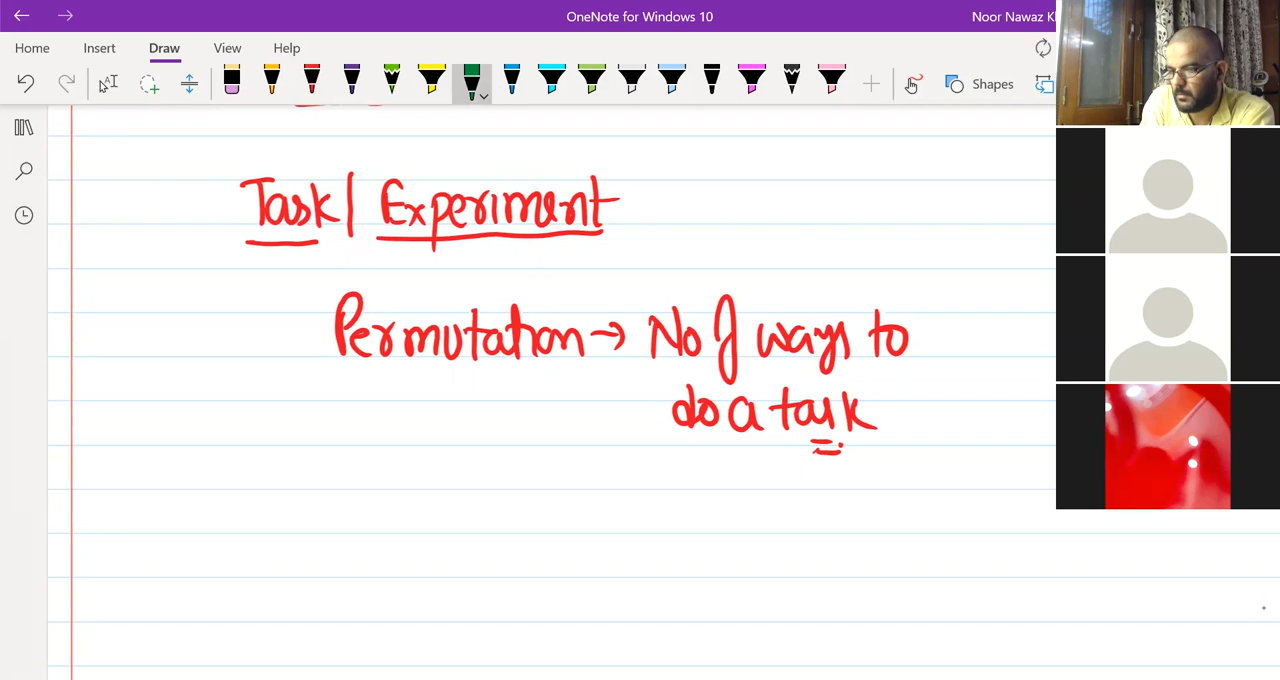 OneNote for Windows 10
Noor Nawaz Kh
Home Insert Draw View Help
Shapes
Task | Experiment
Permutation → No of ways to
do a task